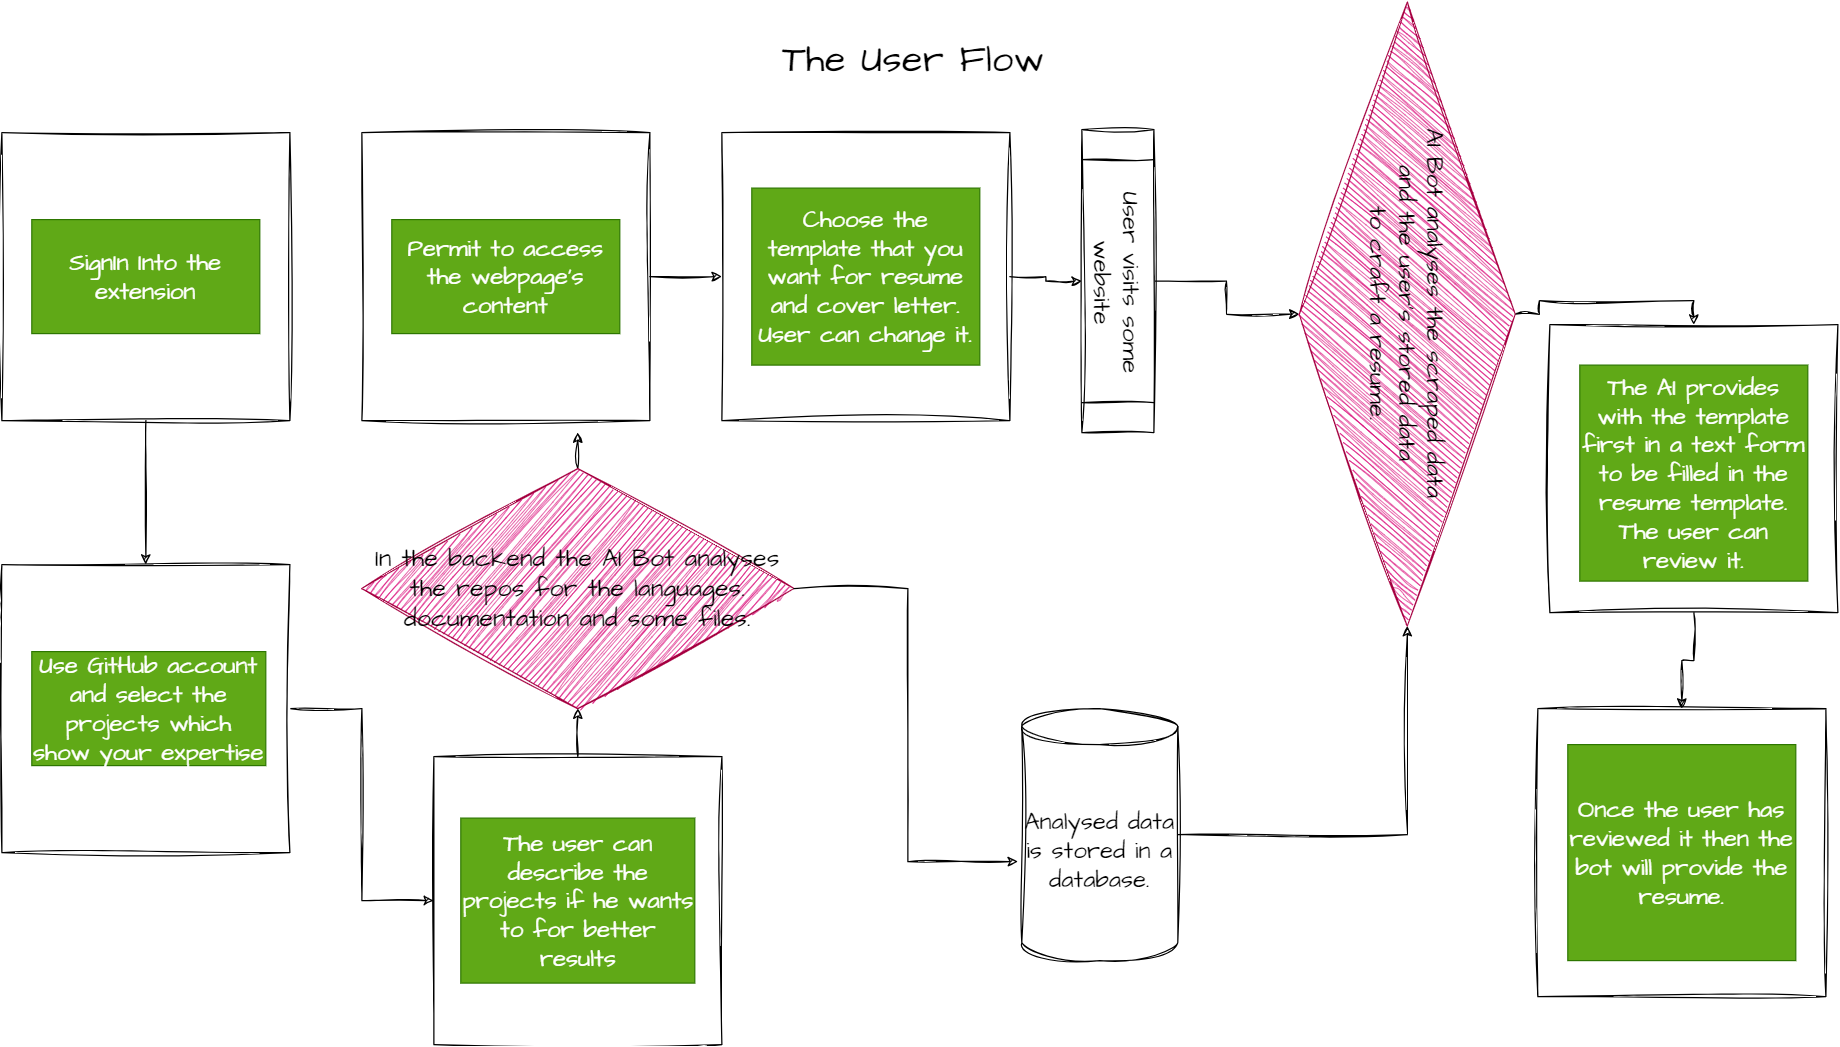 The User Flow
SignIn Into the
extension
Permit to access
the webpage's
content
Choose the
template that you
want for resume
and cover letter.
User can change it.
User visits some
website
AI Bot analyses the scraped data
and the user's stored data
to craft a resume
The AI provides
with the template
first in a text form
to be filled in the
resume template.
The user can
review it.
In the backend the AI Bot analyses
the repos for the languages.
documentation and some files.
Use GitHub account
and select the
projects which
show your expertise
The user can
describe the
projects if he wants
to for better
results
Analysed data
is stored in a
database.
Once the user has
reviewed it then the
bot will provide the
resume.